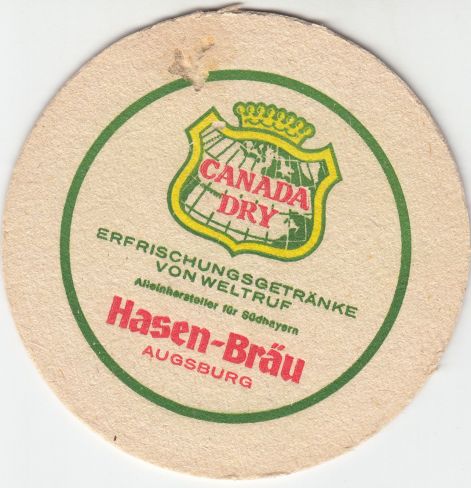 CANADA
DRY
ERFRISCHUNGSGETRÄNKE
VON WELTRUF
Alleinhersteller für Südbayern
Hasen-Bräu
AUGSBURG